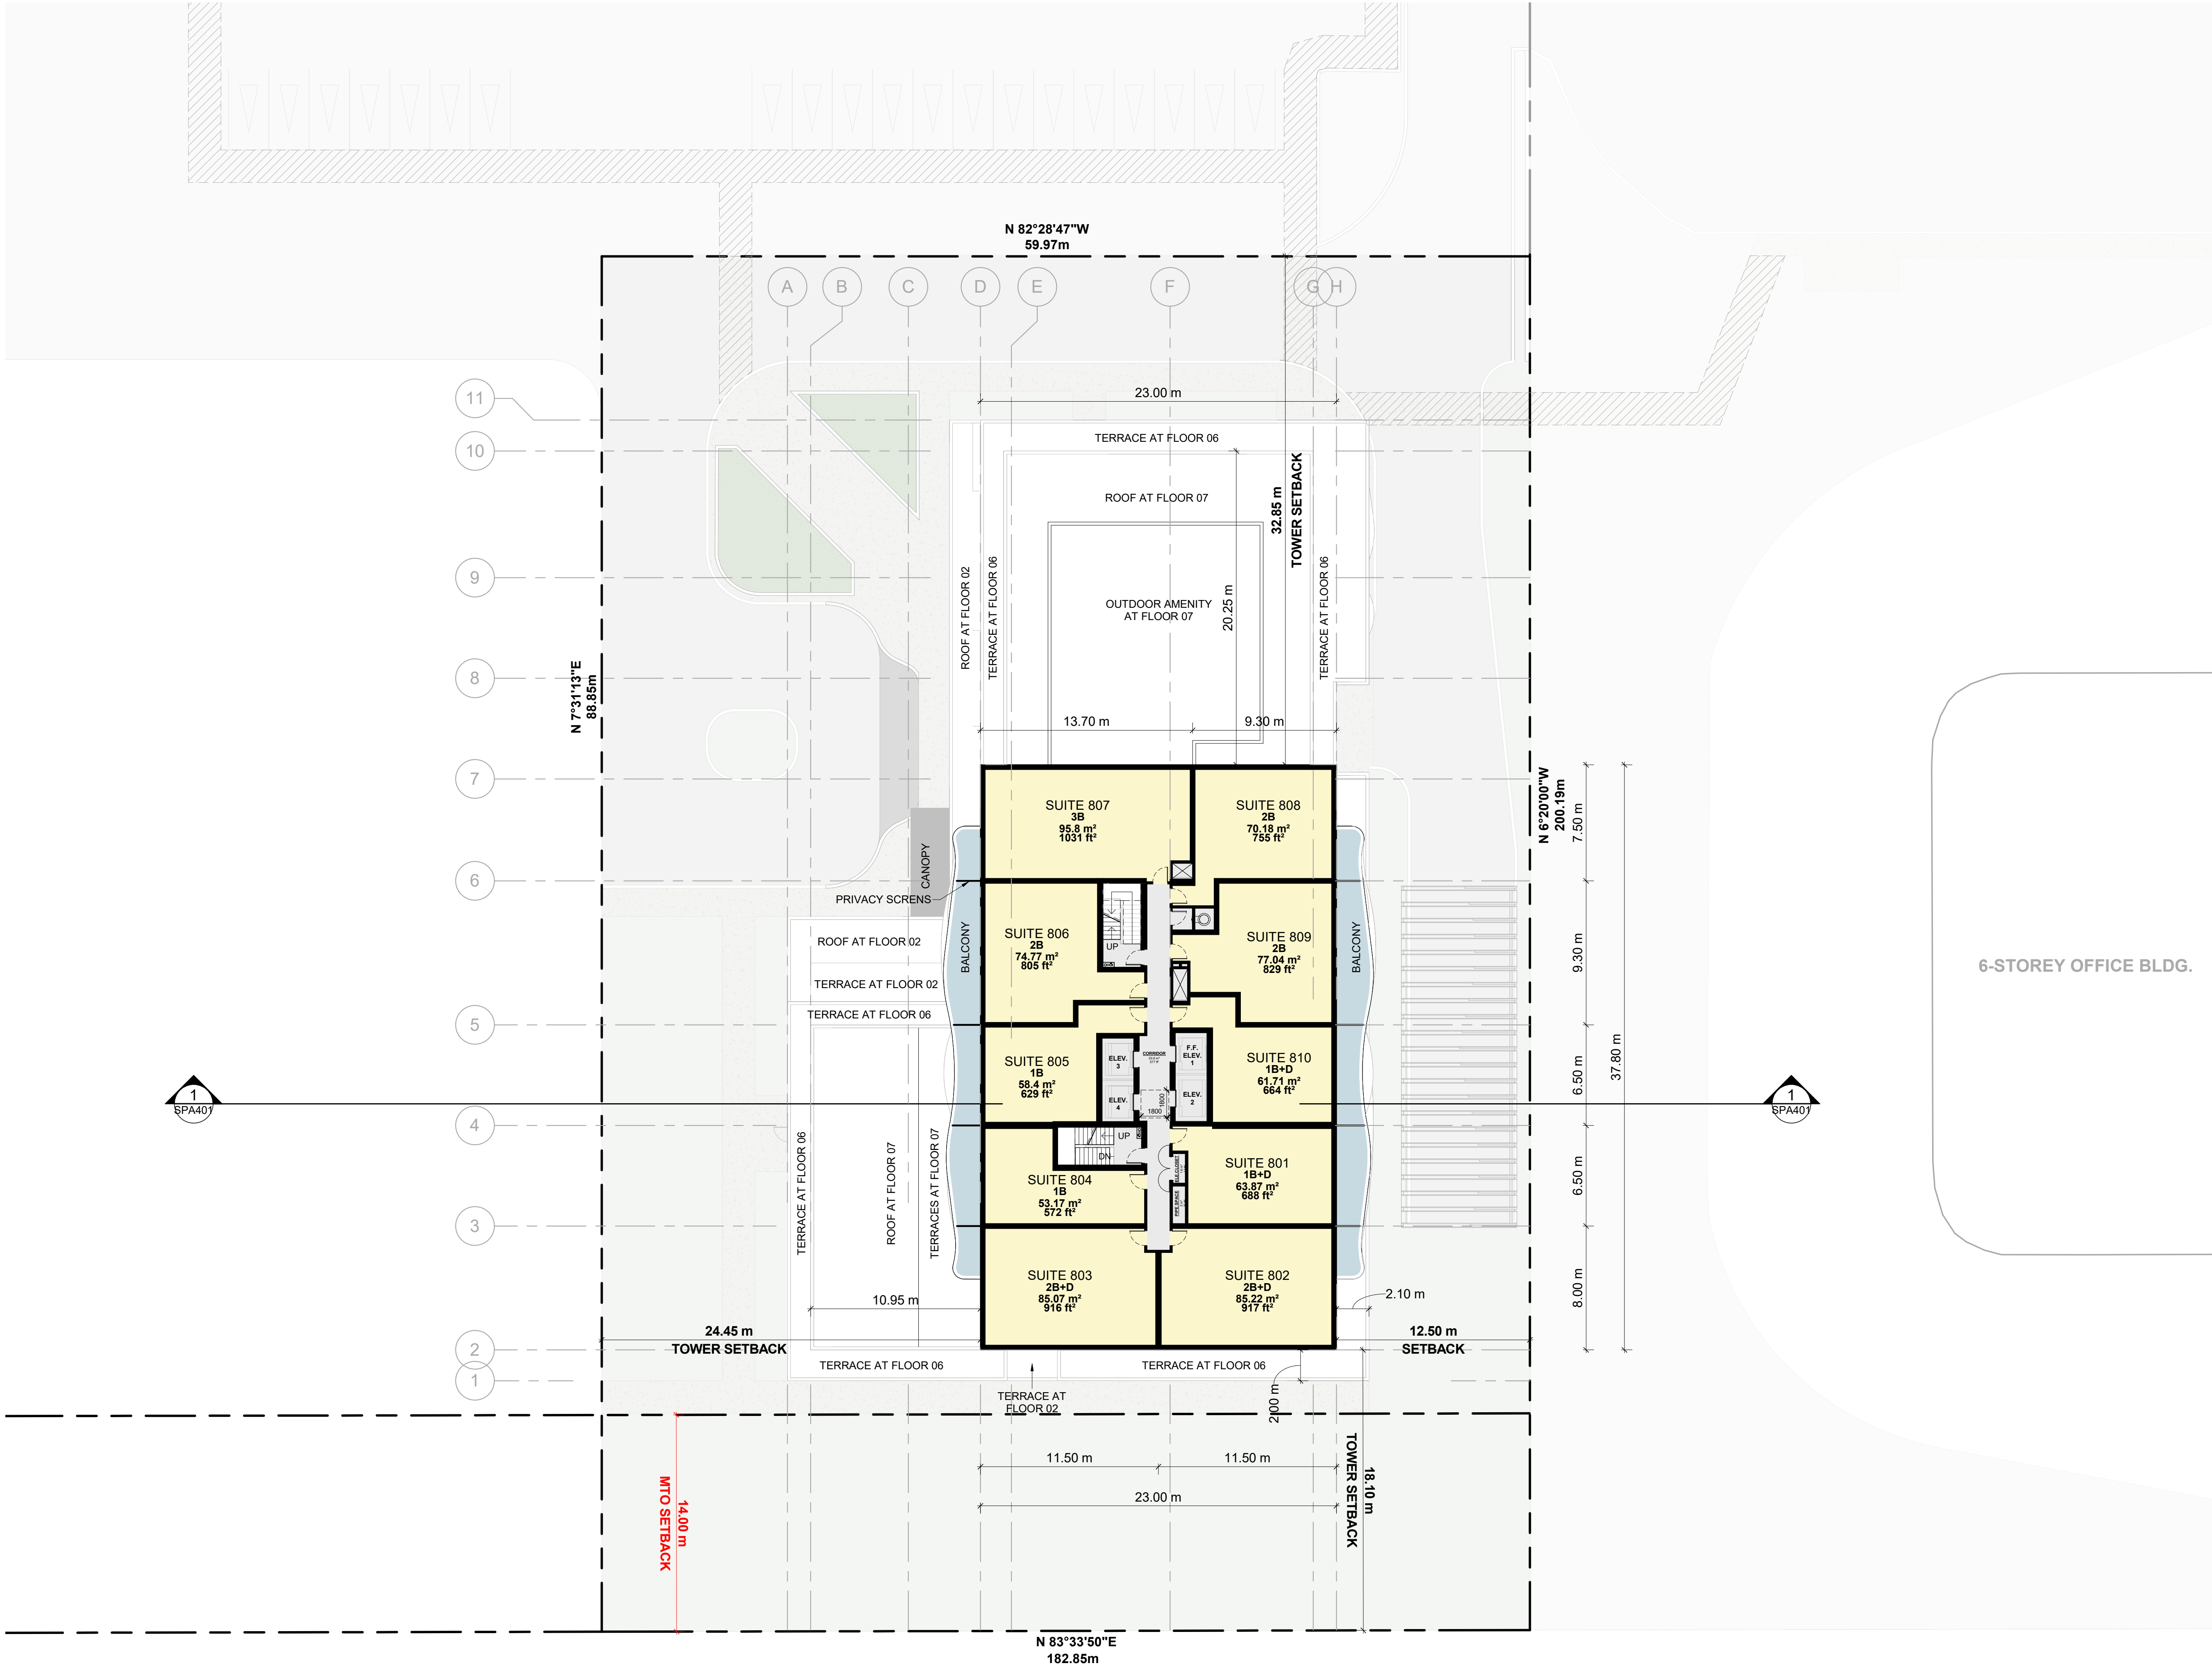 N 82°28'47"W
59.97m
A
B
C
D
E
F
G
H
11
10
9
8
7
6
5
4
3
2
1
23.00 m
TERRACE AT FLOOR 06
ROOF AT FLOOR 07
32.85 m
TOWER SETBACK
ROOF AT FLOOR 02
TERRACE AT FLOOR 06
OUTDOOR AMENITY
AT FLOOR 07
20.25 m
TERRACE AT FLOOR 06
N 7°31'13"E
88.85m
13.70 m
9.30 m
N 6°20'00"W
200.19m
7.50 m
SUITE 807
3B
95.8 m²
1031 ft²
SUITE 808
2B
70.18 m²
755 ft²
CANOPY
PRIVACY SCRENS
BALCONY
ROOF AT FLOOR 02
TERRACE AT FLOOR 02
TERRACE AT FLOOR 06
SUITE 806
2B
74.77 m²
805 ft²
UP
SUITE 809
2B
77.04 m²
829 ft²
BALCONY
9.30 m
6-STOREY OFFICE BLDG.
37.80 m
SUITE 805
1B
58.4 m²
629 ft²
ELEV.
3
ELEV.
4
CORRIDOR
F.F.
ELEV.
1
ELEV.
2
1800
1800
SUITE 810
1B+D
61.71 m²
664 ft²
6.50 m
1
SPA401
1
SPA401
TERRACE AT FLOOR 06
ROOF AT FLOOR 07
TERRACES AT FLOOR 07
UP
DN
SUITE 804
1B
53.17 m²
572 ft²
ELE.CLOSET
PIPE SPACE
SUITE 801
1B+D
63.87 m²
688 ft²
6.50 m
SUITE 803
2B+D
85.07 m²
916 ft²
SUITE 802
2B+D
85.22 m²
917 ft²
8.00 m
10.95 m
2.10 m
24.45 m
TOWER SETBACK
12.50 m
SETBACK
TERRACE AT FLOOR 06
TERRACE AT
FLOOR 02
TERRACE AT FLOOR 06
2.00 m
11.50 m
11.50 m
23.00 m
18.10 m
TOWER SETBACK
14.00 m
MTO SETBACK
N 83°33'50"E
182.85m